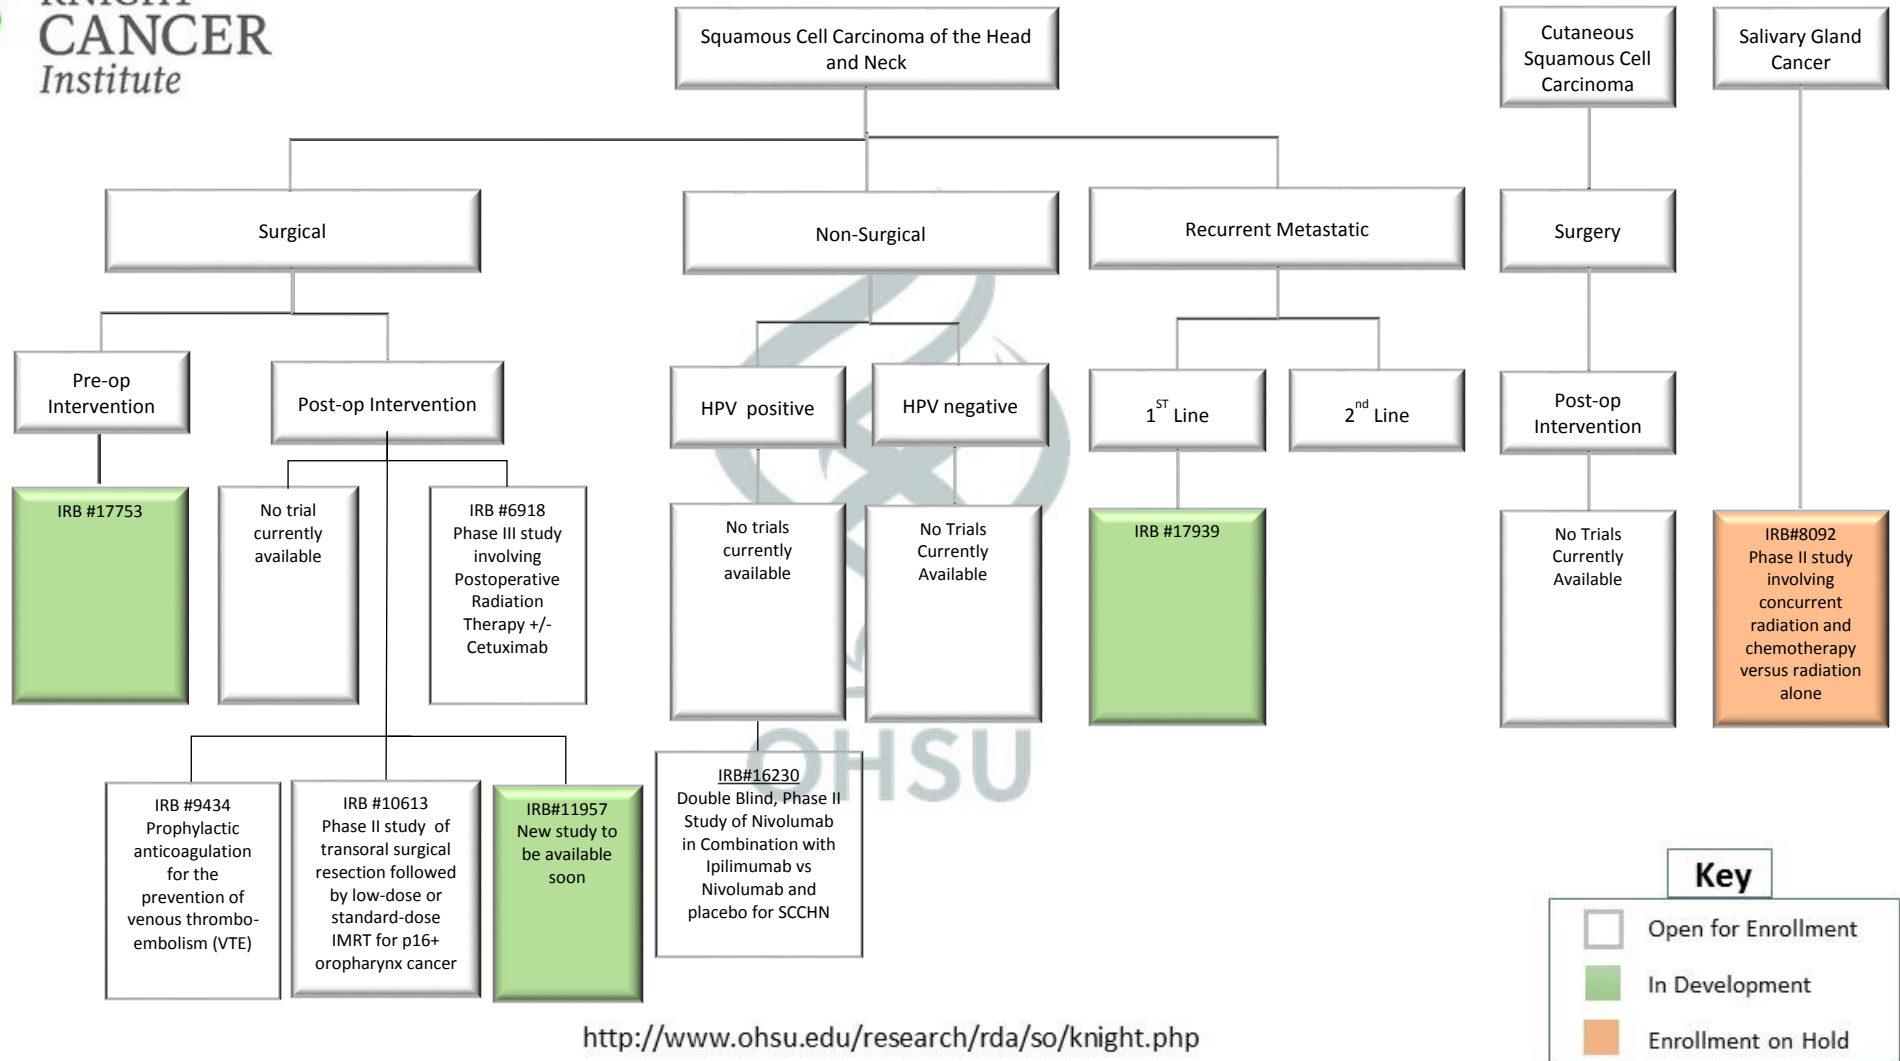 KNIGHT
CANCER
Institute
Squamous Cell Carcinoma of the Head
and Neck
Cutaneous
Squamous Cell
Carcinoma
Salivary Gland
Cancer
Surgical
Non-Surgical
Recurrent Metastatic
Surgery
Pre-op
Intervention
Post-op Intervention
HPV positive
HPV negative
1ST Line
2nd Line
Post-op
Intervention
IRB #17753
No trial
currently
available
IRB #6918
Phase III study
involving
Postoperative
Radiation
Therapy +/-
Cetuximab
No trials
currently
available
No Trials
Currently
Available
IRB #17939
No Trials
Currently
Available
IRB#8092
Phase II study
involving
concurrent
radiation and
chemotherapy
versus radiation
alone
OHSU
IRB #9434
Prophylactic
anticoagulation
for the
prevention of
venous thrombo-
embolism (VTE)
IRB #10613
Phase II study of
transoral surgical
resection followed
by low-dose or
standard-dose
IMRT for p16+
oropharynx cancer
IRB#11957
New study to
be available
soon
IRB#16230
Double Blind, Phase II
Study of Nivolumab
in Combination with
Ipilimumab vs
Nivolumab and
placebo for SCCHN
Key
Open for Enrollment
In Development
Enrollment on Hold
http://www.ohsu.edu/research/rda/so/knight.php